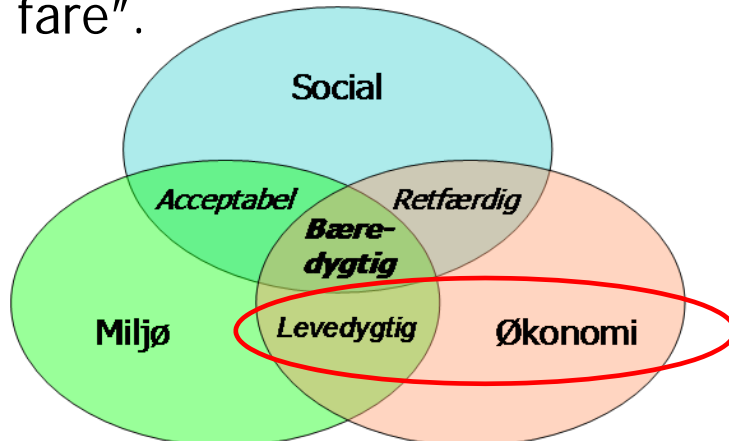 fare".
Social
Acceptabel
Retfærdig
Bære-
dygtig
Miljø
Levedygtig
Økonomi